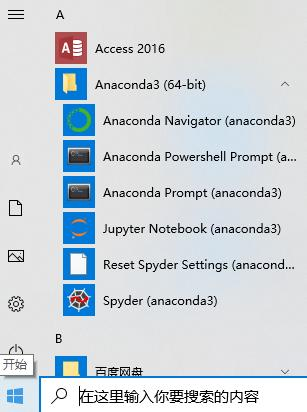 A
Access 2016
Anaconda3 (64-bit)
Anaconda Navigator (anaconda3)
Anaconda Powershell Prompt (a...
Anaconda Prompt (anaconda3)
Jupyter Notebook (anaconda3)
Reset Spyder Settings (anacond...
Spyder (anaconda3)
B
百度网盘
开始
在这里输入你要搜索的内容